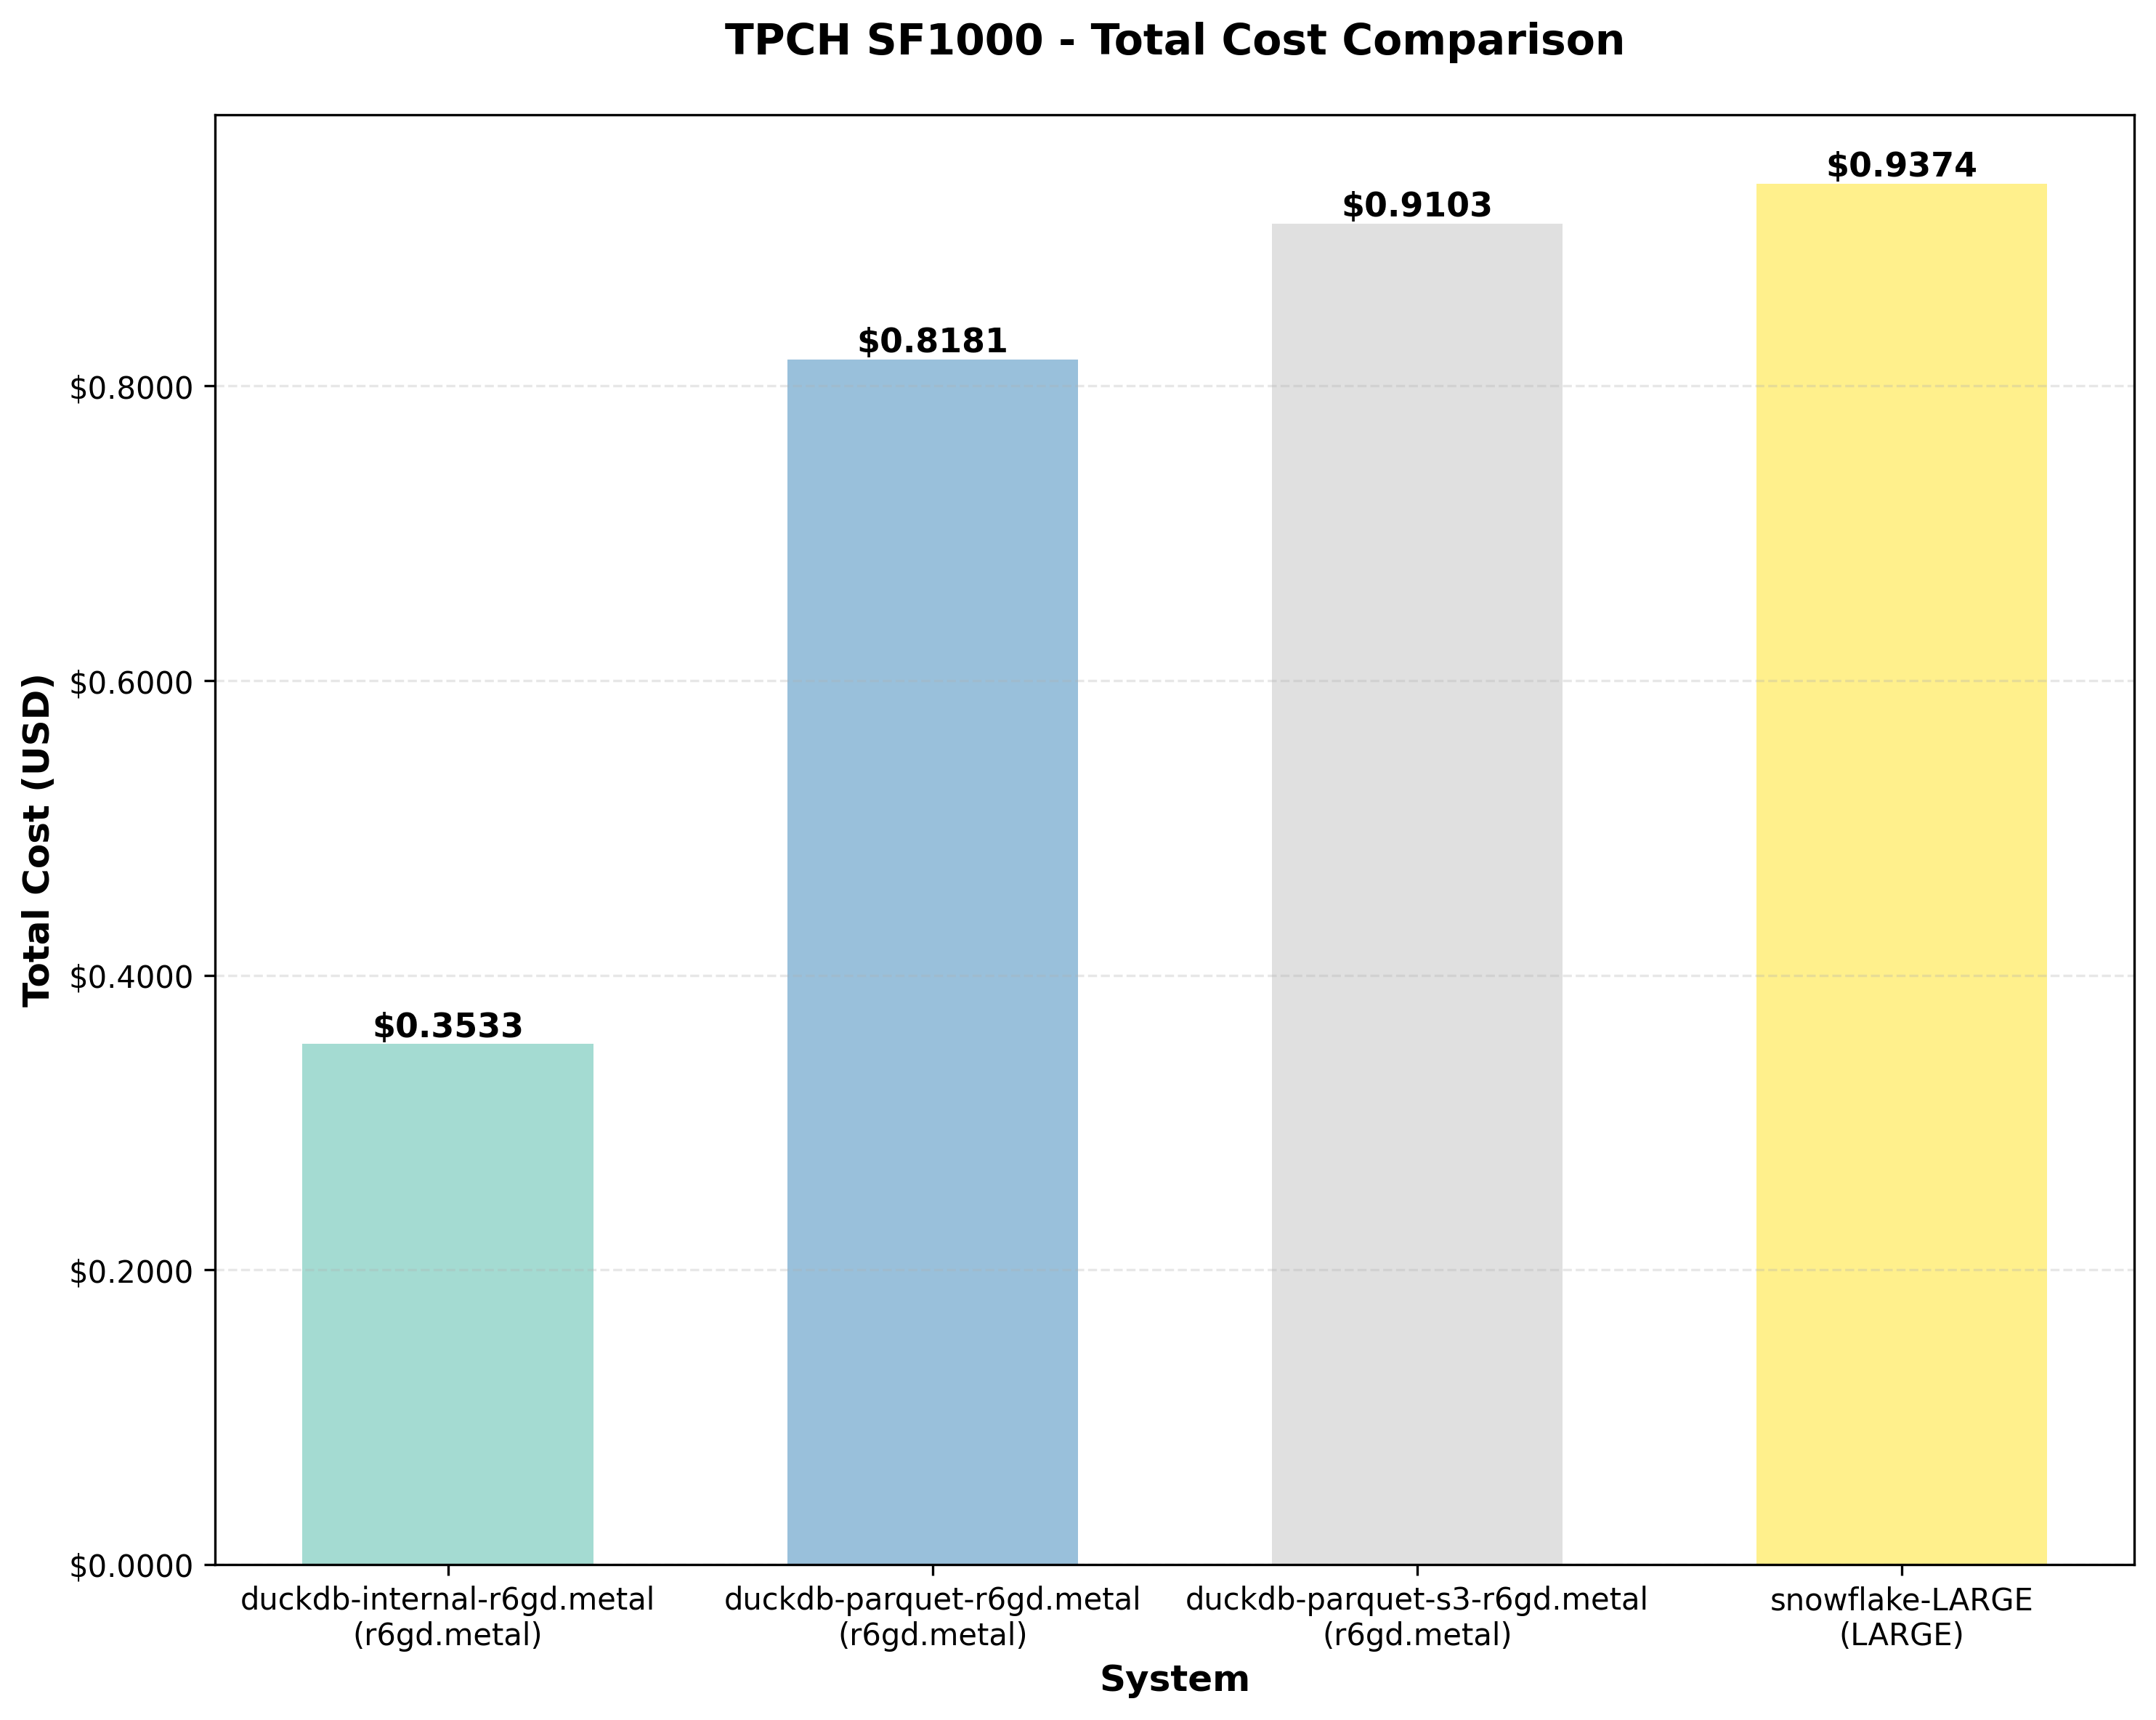 TPCH SF1000 - Total Cost Comparison
Total Cost (USD)
$0.8000
$0.6000
$0.4000
$0.2000
$0.0000
$0.3533
$0.8181
$0.9103
$0.9374
duckdb-internal-r6gd.metal
(r6gd.metal)
duckdb-parquet-r6gd.metal
(r6gd.metal)
duckdb-parquet-s3-r6gd.metal
(r6gd.metal)
snowflake-LARGE
(LARGE)
System